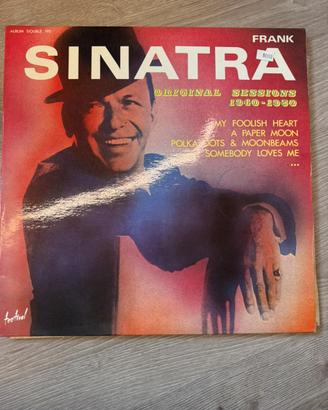 ALBUM DOUBLE
FRANK
SINATRA
ORIGINAL SESSIONS
1960-1950
MY FOOLISH HEART
A PAPER MOON
POLKA DOTS & MOONBEAMS
SOMEBODY LOVES ME
...
festival